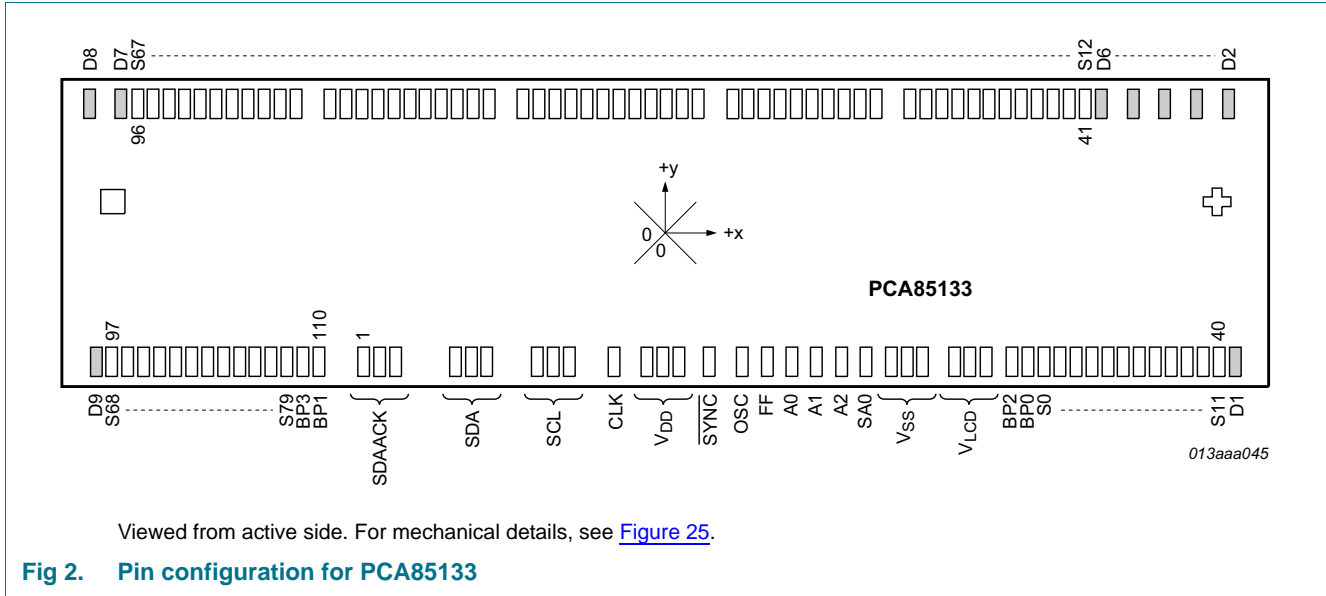 D8 D7 S67 S12 D6 D2
96 41
+y
0 +x
0
PCA85133
97 110 1 40
D9 S68 S79 BP3 BP1 SDAACK SDA SCL CLK VDD SYNC OSC FF A0 A1 A2 SA0 VSS VLCD BP2 BP0 S0 S11 D1
013aaa045
Viewed from active side. For mechanical details, see Figure 25.
Fig 2. Pin configuration for PCA85133